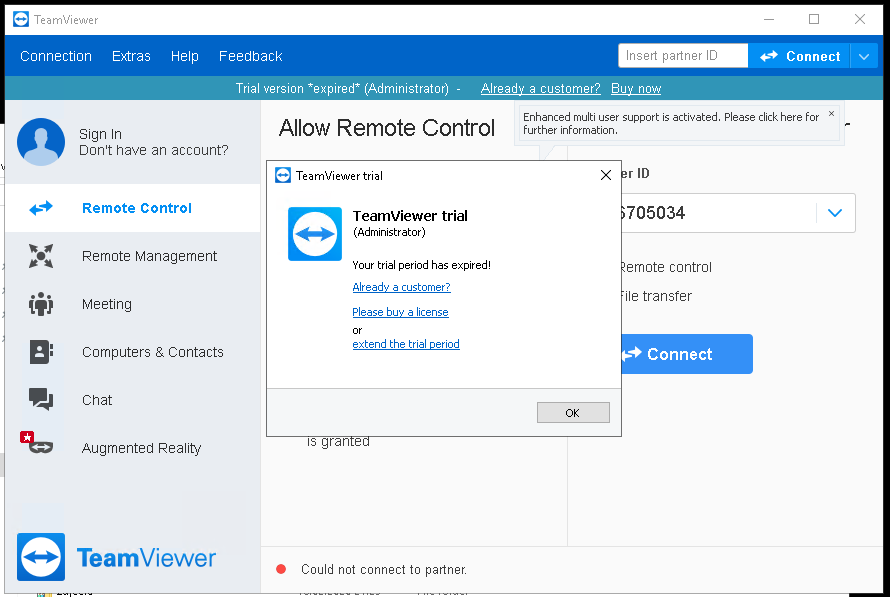 TeamViewer
Connection Extras Help Feedback
Insert partner ID
Connect
Trial version *expired* (Administrator) - Already a customer? Buy now
Enhanced multi user support is activated. Please click here for
further information.
Sign In
Don't have an account?
Allow Remote Control
Remote Control
Remote Management
Meeting
Computers & Contacts
Chat
Augmented Reality
TeamViewer
TeamViewer trial
TeamViewer trial
(Administrator)
Your trial period has expired!
Already a customer?
Please buy a license
or
extend the trial period
OK
ID
6705034
Remote control
File transfer
Connect
is granted
Could not connect to partner.